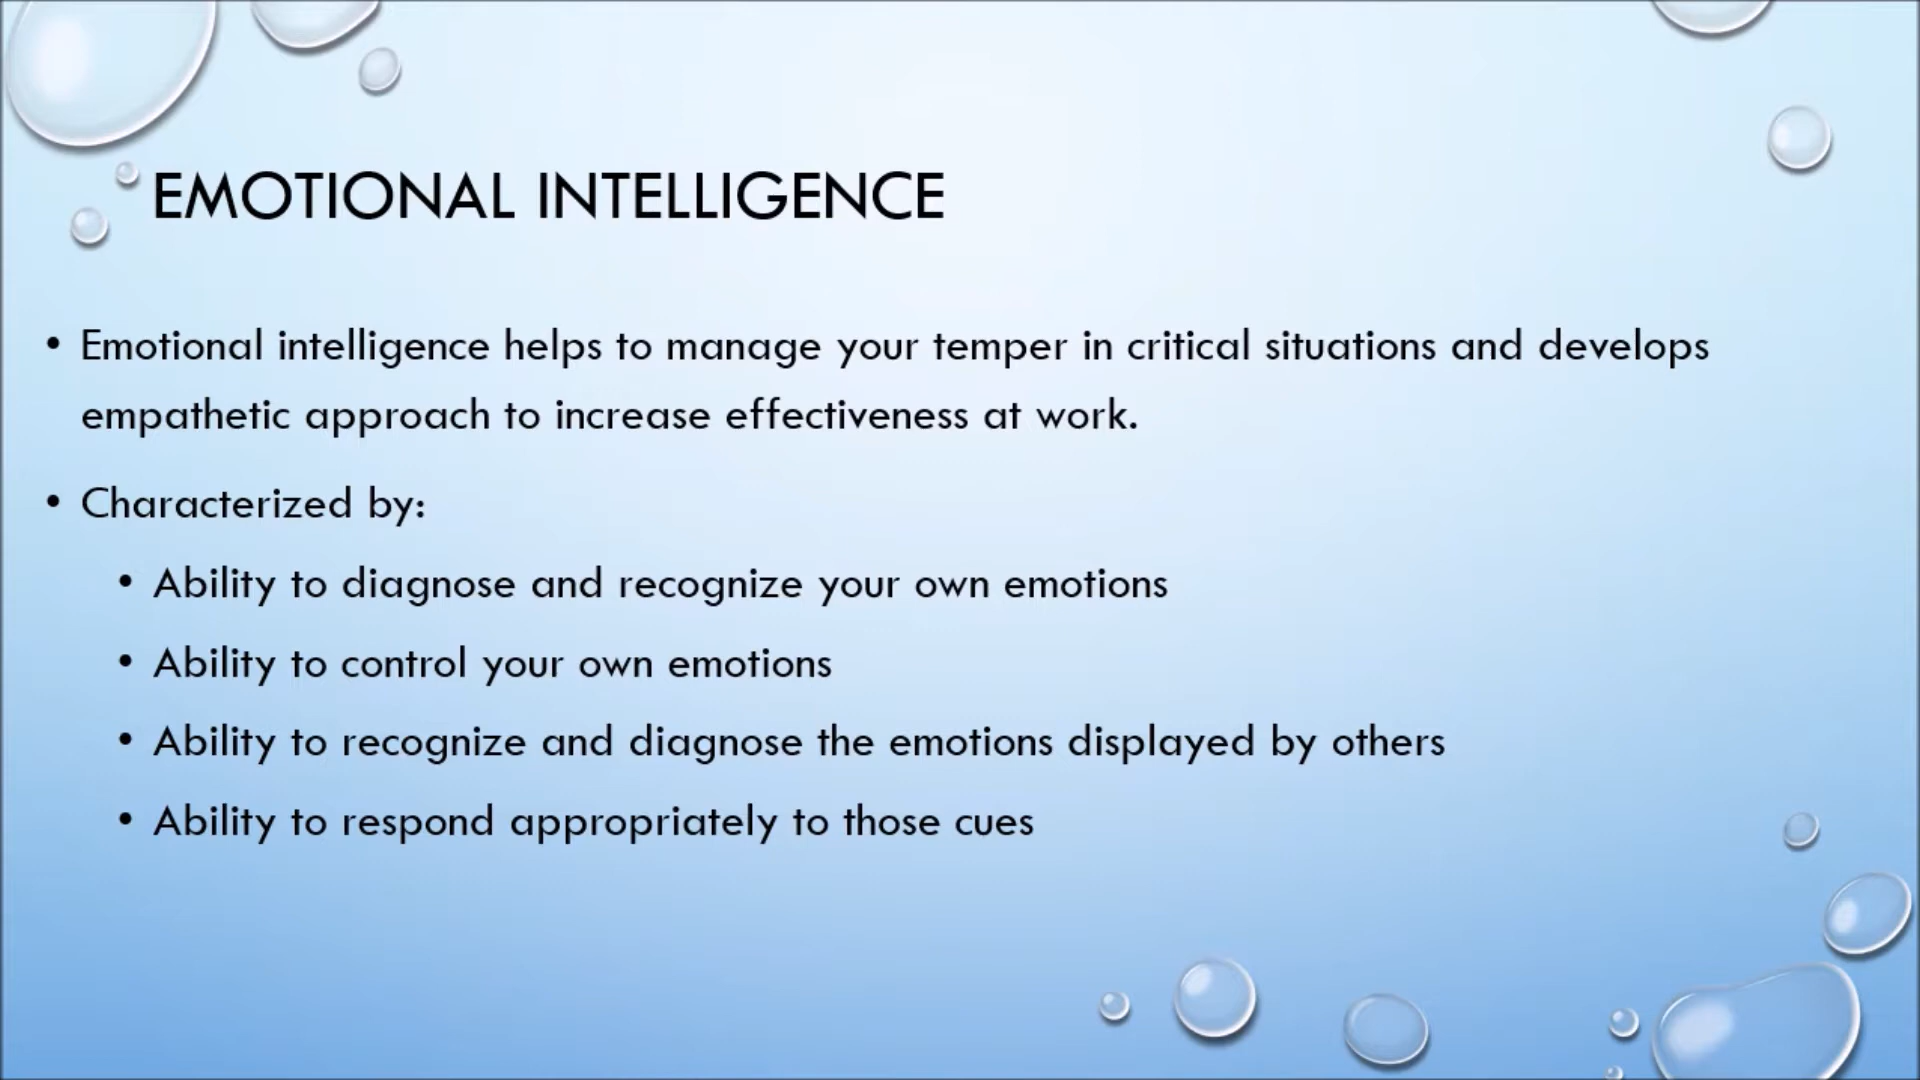 EMOTIONAL INTELLIGENCE
• Emotional intelligence helps to manage your temper in critical situations and develops
empathetic approach to increase effectiveness at work.
• Characterized by:
• Ability to diagnose and recognize your own emotions
• Ability to control your own emotions
• Ability to recognize and diagnose the emotions displayed by others
• Ability to respond appropriately to those cues